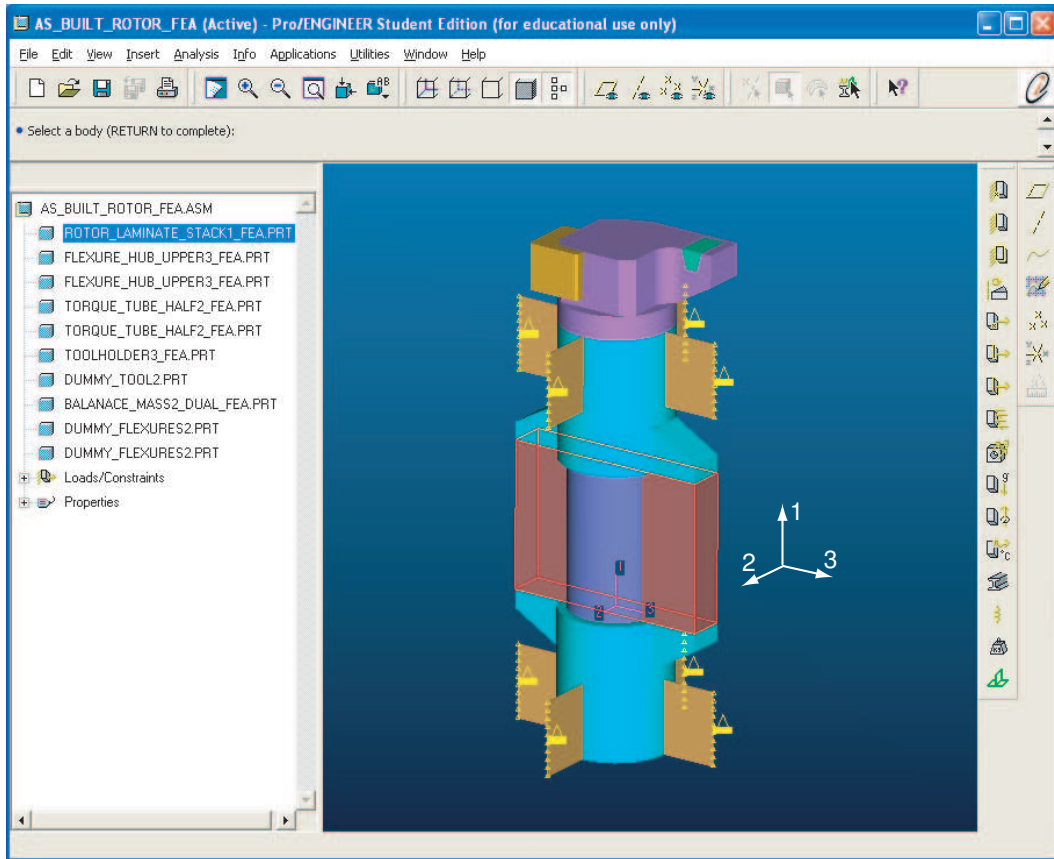 AS_BUILT_ROTOR_FEA (Active) - Pro/ENGINEER Student Edition (for educational use only)
File Edit View Insert Analysis Info Applications Utilities Window Help
Select a body (RETURN to complete):
AS_BUILT_ROTOR_FEA.ASM
ROTOR_LAMINATE_STACK1_FEA.PRT
FLEXURE_HUB_UPPER3_FEA.PRT
FLEXURE_HUB_UPPER3_FEA.PRT
TORQUE_TUBE_HALF2_FEA.PRT
TORQUE_TUBE_HALF2_FEA.PRT
TOOLHOLDER3_FEA.PRT
DUMMY_TOOL2.PRT
BALANACE_MASS2_DUAL_FEA.PRT
DUMMY_FLEXURES2.PRT
DUMMY_FLEXURES2.PRT
Loads/Constraints
Properties
1
2
3
1
2
3
g
°C